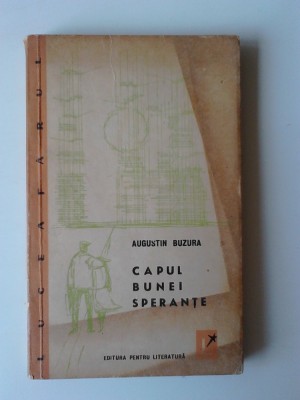 LUCEAFĂRUL
AUGUSTIN BUZURA
CAPUL
BUNEI
SPERANȚE
EDITURA PENTRU LITERATURĂ